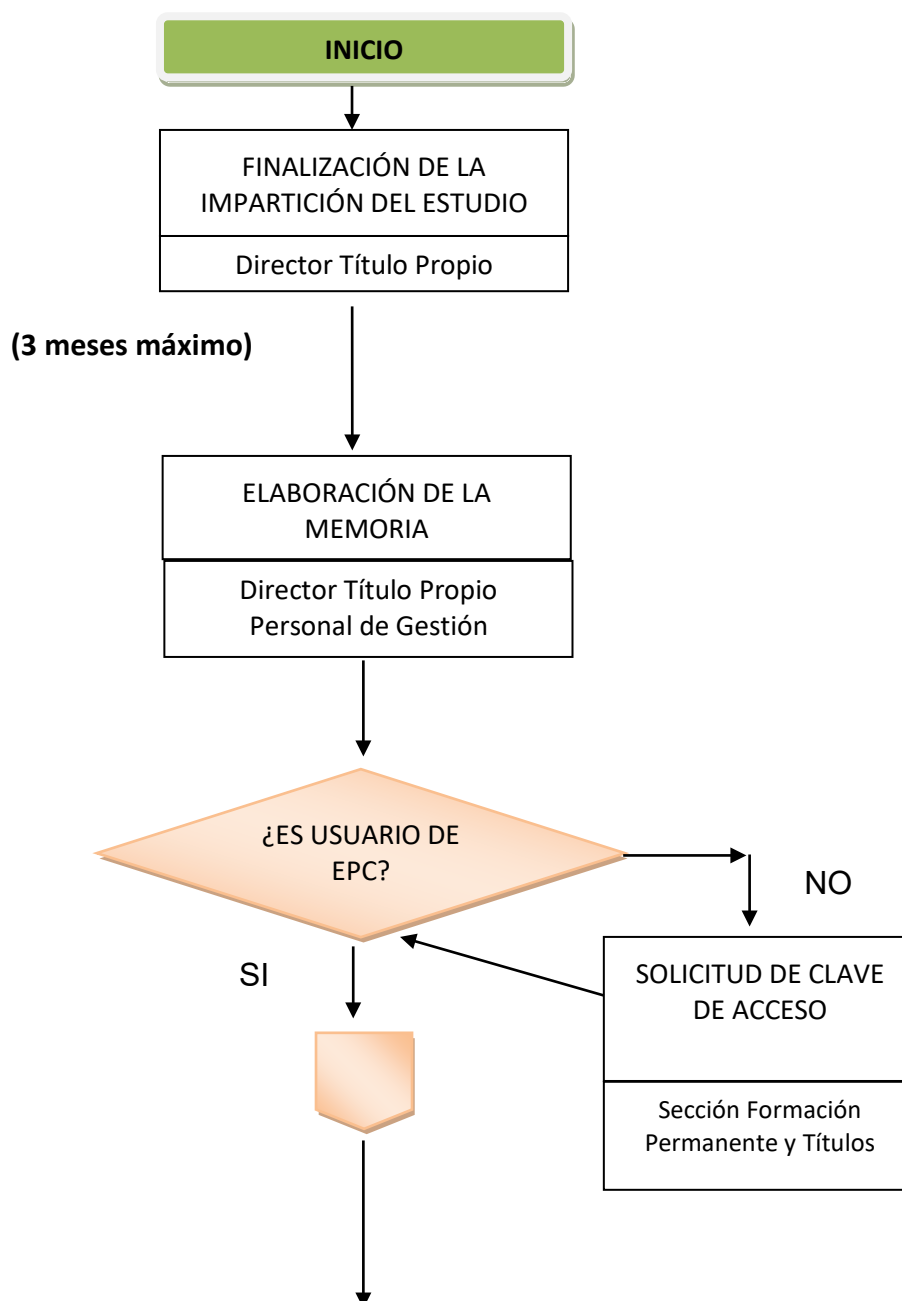 INICIO
FINALIZACIÓN DE LA
IMPARTICIÓN DEL ESTUDIO
Director Título Propio
(3 meses máximo)
ELABORACIÓN DE LA
MEMORIA
Director Título Propio
Personal de Gestión
¿ES USUARIO DE
EPC?
NO
SI
SOLICITUD DE CLAVE
DE ACCESO
Sección Formación
Permanente y Títulos